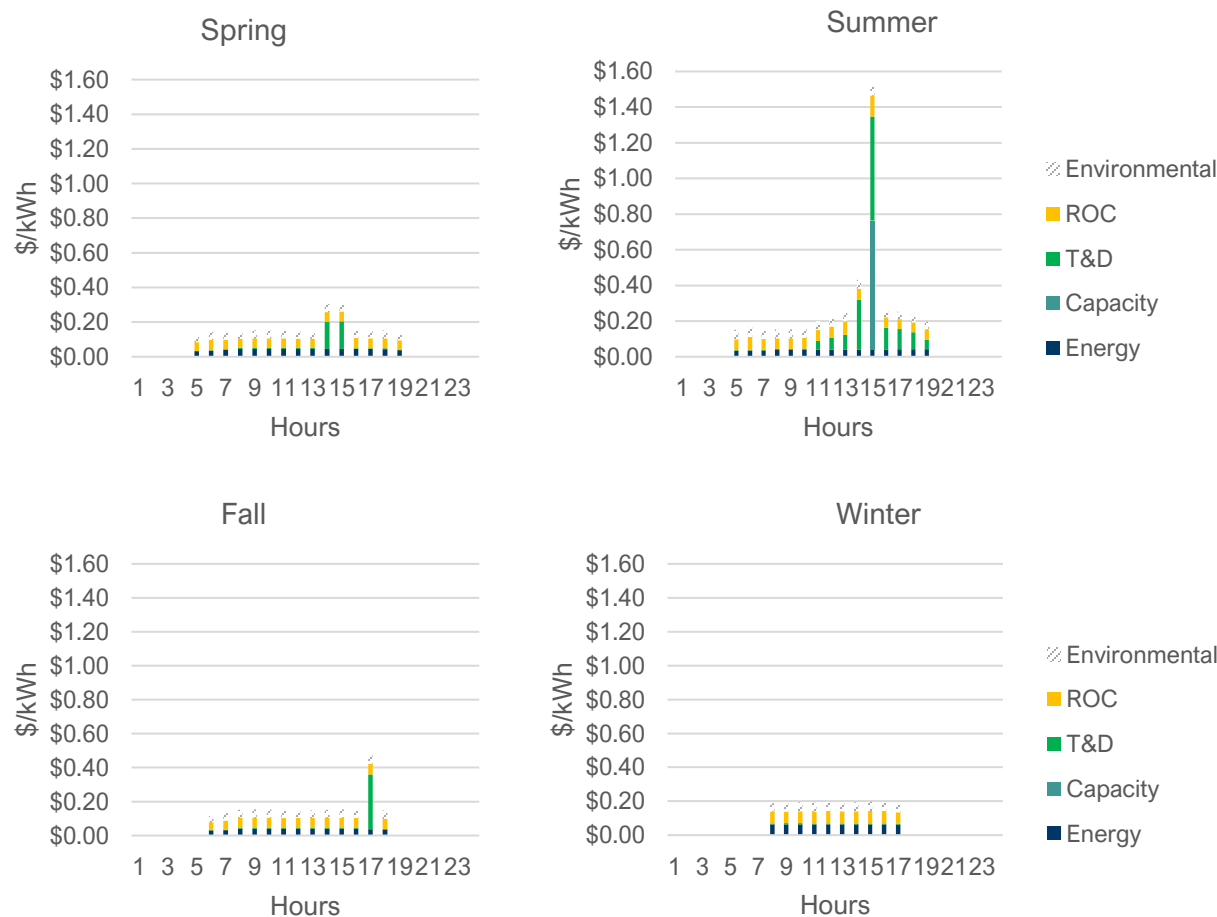 Spring
$1.60
$1.40
$1.20
$1.00
$0.80
$0.60
$0.40
$0.20
$0.00
$/kWh
1 3 5 7 9 11 13 15 17 19 21 23
Hours
Summer
$1.60
$1.40
$1.20
$1.00
$0.80
$0.60
$0.40
$0.20
$0.00
$/kWh
1 3 5 7 9 11 13 15 17 19 21 23
Hours
Environmental
ROC
T&D
Capacity
Energy
Fall
$1.60
$1.40
$1.20
$1.00
$0.80
$0.60
$0.40
$0.20
$0.00
$/kWh
1 3 5 7 9 11 13 15 17 19 21 23
Hours
Winter
$1.60
$1.40
$1.20
$1.00
$0.80
$0.60
$0.40
$0.20
$0.00
$/kWh
1 3 5 7 9 11 13 15 17 19 21 23
Hours
Environmental
ROC
T&D
Capacity
Energy